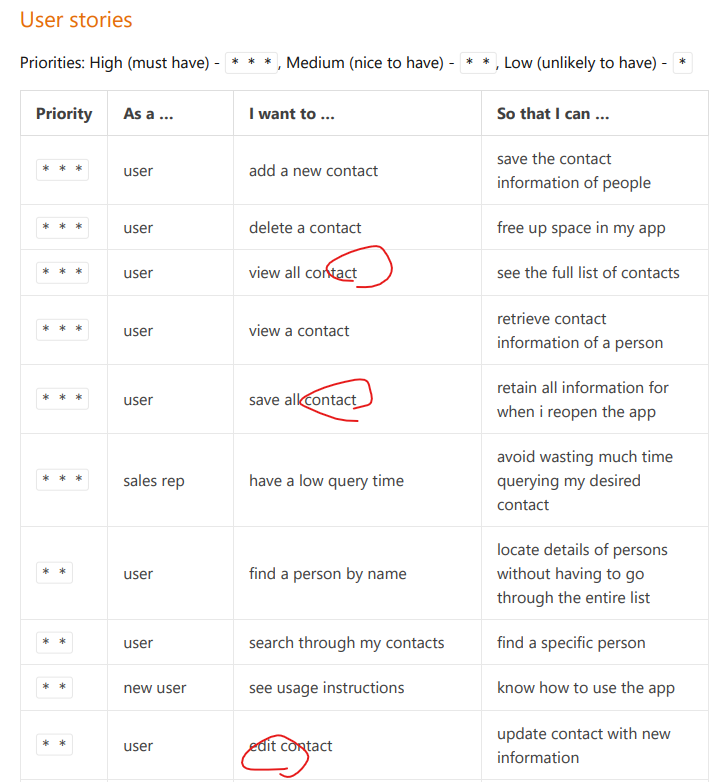 User stories
Priorities: High (must have) - * * *, Medium (nice to have) - * *, Low (unlikely to have) - *
Priority As a ... I want to ... So that I can ...
* * * user add a new contact save the contact
information of people
* * * user delete a contact free up space in my app
* * * user view all contact see the full list of contacts
* * * user view a contact retrieve contact
information of a person
* * * user save all contact retain all information for
when i reopen the app
* * * sales rep have a low query time avoid wasting much time
querying my desired
contact
* * user find a person by name locate details of persons
without having to go
through the entire list
* * user search through my contacts find a specific person
* * new user see usage instructions know how to use the app
* * user edit contact update contact with new
information